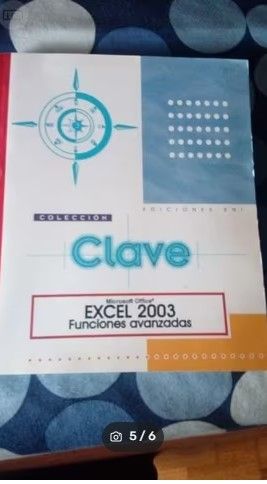 EDICIONES ENI
COLECCIÓN
Clave
Microsoft Office®
EXCEL 2003
Funciones avanzadas
5/6